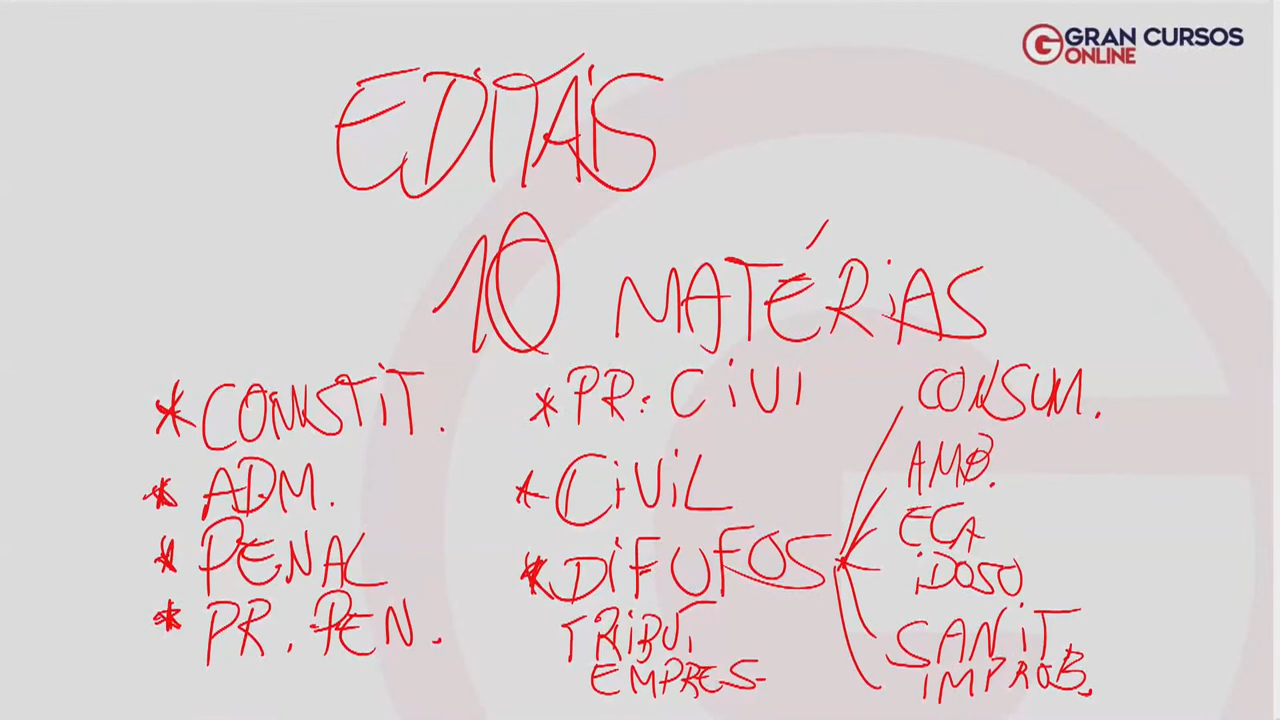 GRAN CURSOS
ONLINE
EDITAIS
10 MATÉRIAS
* CONSTIT.
* ADM.
* PENAL
* PR. PEN.
* PR. CIVI
* CIVIL
* DIFUFOS
TRIBUT
EMPRES-
CONSUM.
AMB.
ECA
iDOSO
SANIT.
IMPROB.